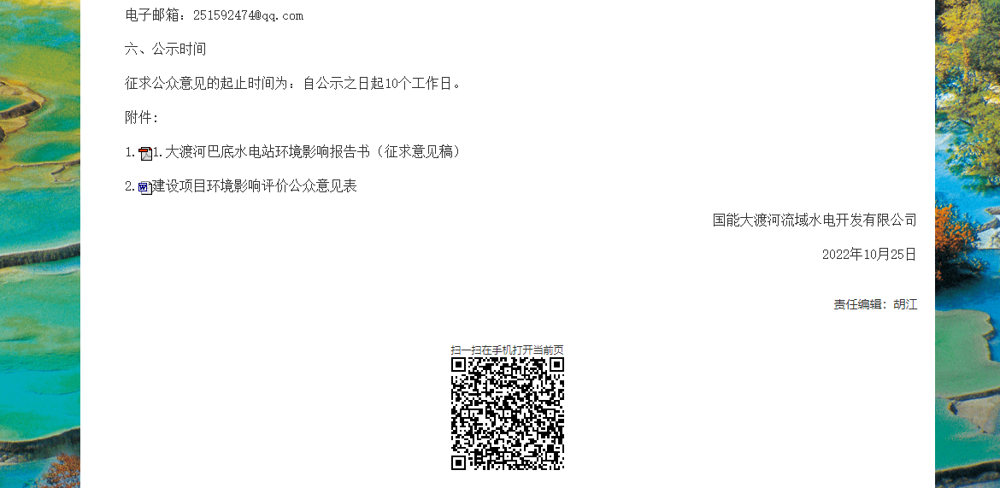 电子邮箱：251592474@qq.com
六、公示时间
征求公众意见的起止时间为：自公示之日起10个工作日。
附件:
1.1.大渡河巴底水电站环境影响报告书（征求意见稿）
2.建设项目环境影响评价公众意见表
国能大渡河流域水电开发有限公司
2022年10月25日
责任编辑：胡江
扫一扫在手机打开当前页